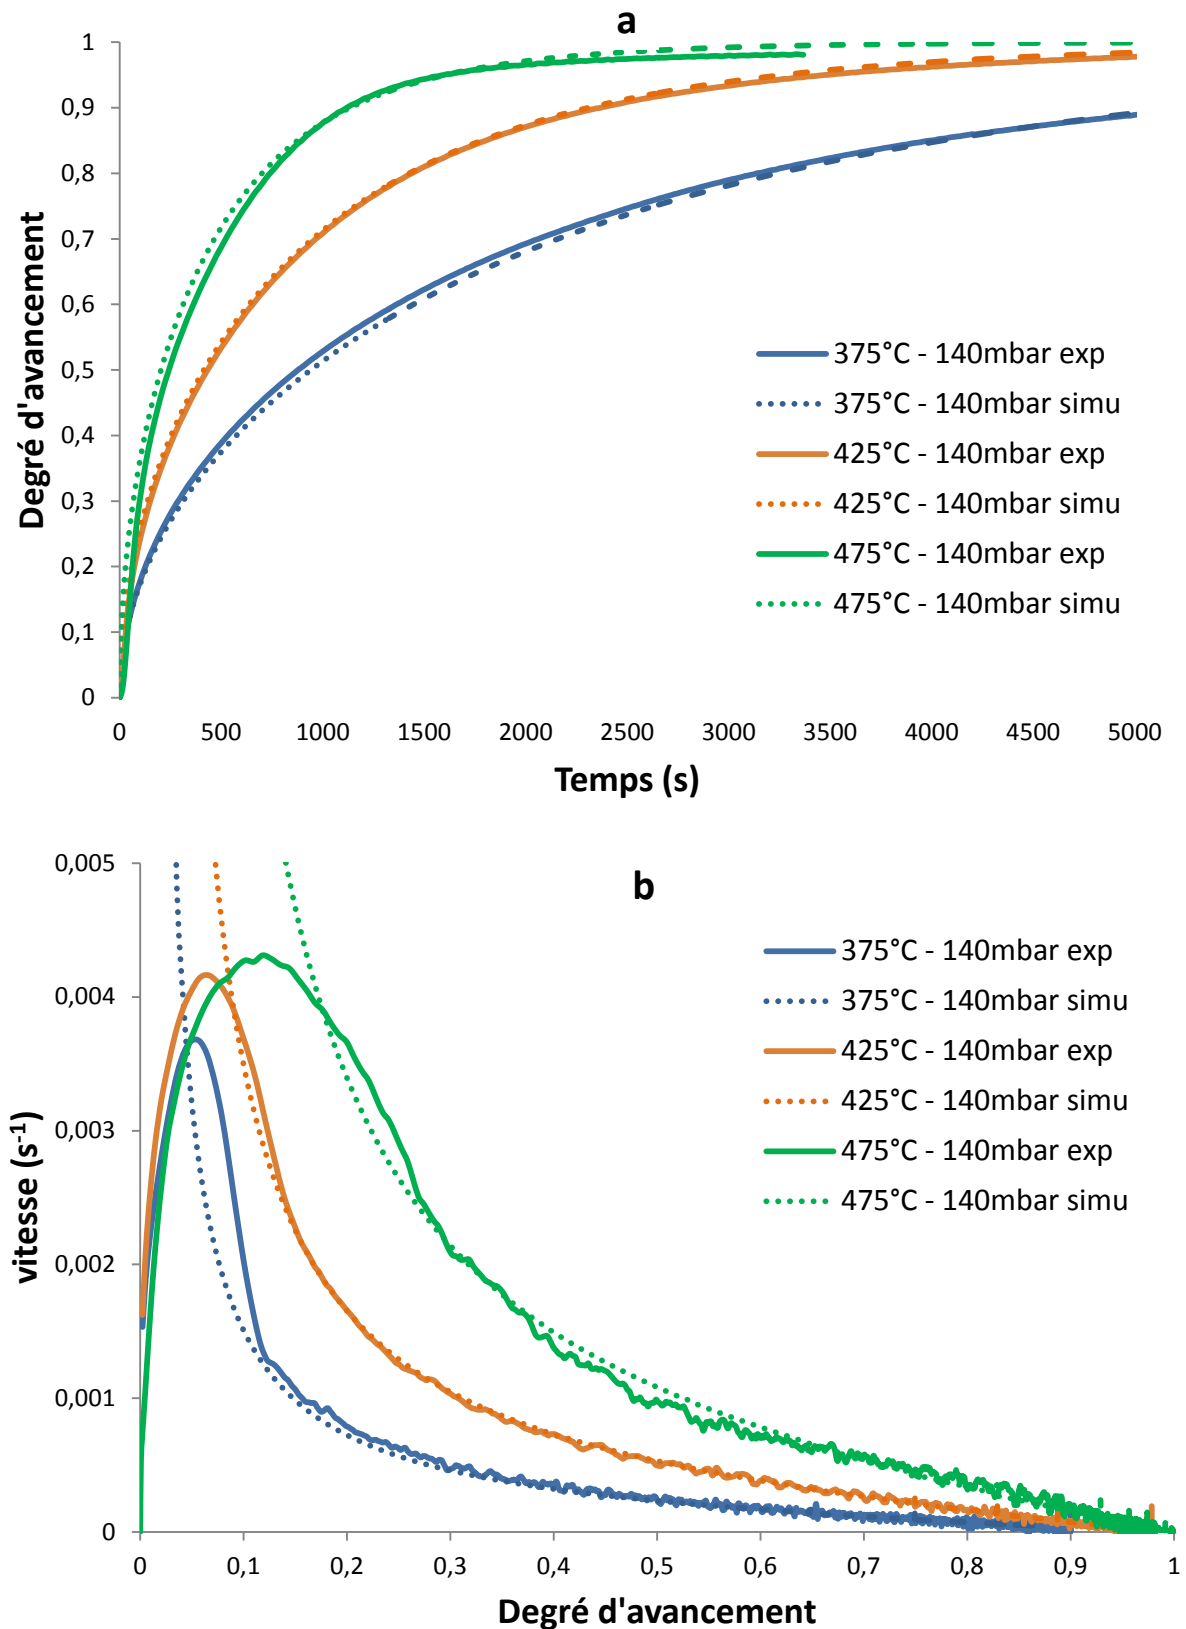 a
1
0,9
0,8
0,7
0,6
0,5
0,4
0,3
0,2
0,1
0
Degré d'avancement
375°C - 140mbar exp
375°C - 140mbar simu
425°C - 140mbar exp
425°C - 140mbar simu
475°C - 140mbar exp
475°C - 140mbar simu
0 500 1000 1500 2000 2500 3000 3500 4000 4500 5000
Temps (s)
b
0,005
0,004
0,003
0,002
0,001
0
vitesse (s-1)
375°C - 140mbar exp
375°C - 140mbar simu
425°C - 140mbar exp
425°C - 140mbar simu
475°C - 140mbar exp
475°C - 140mbar simu
0 0,1 0,2 0,3 0,4 0,5 0,6 0,7 0,8 0,9 1
Degré d'avancement